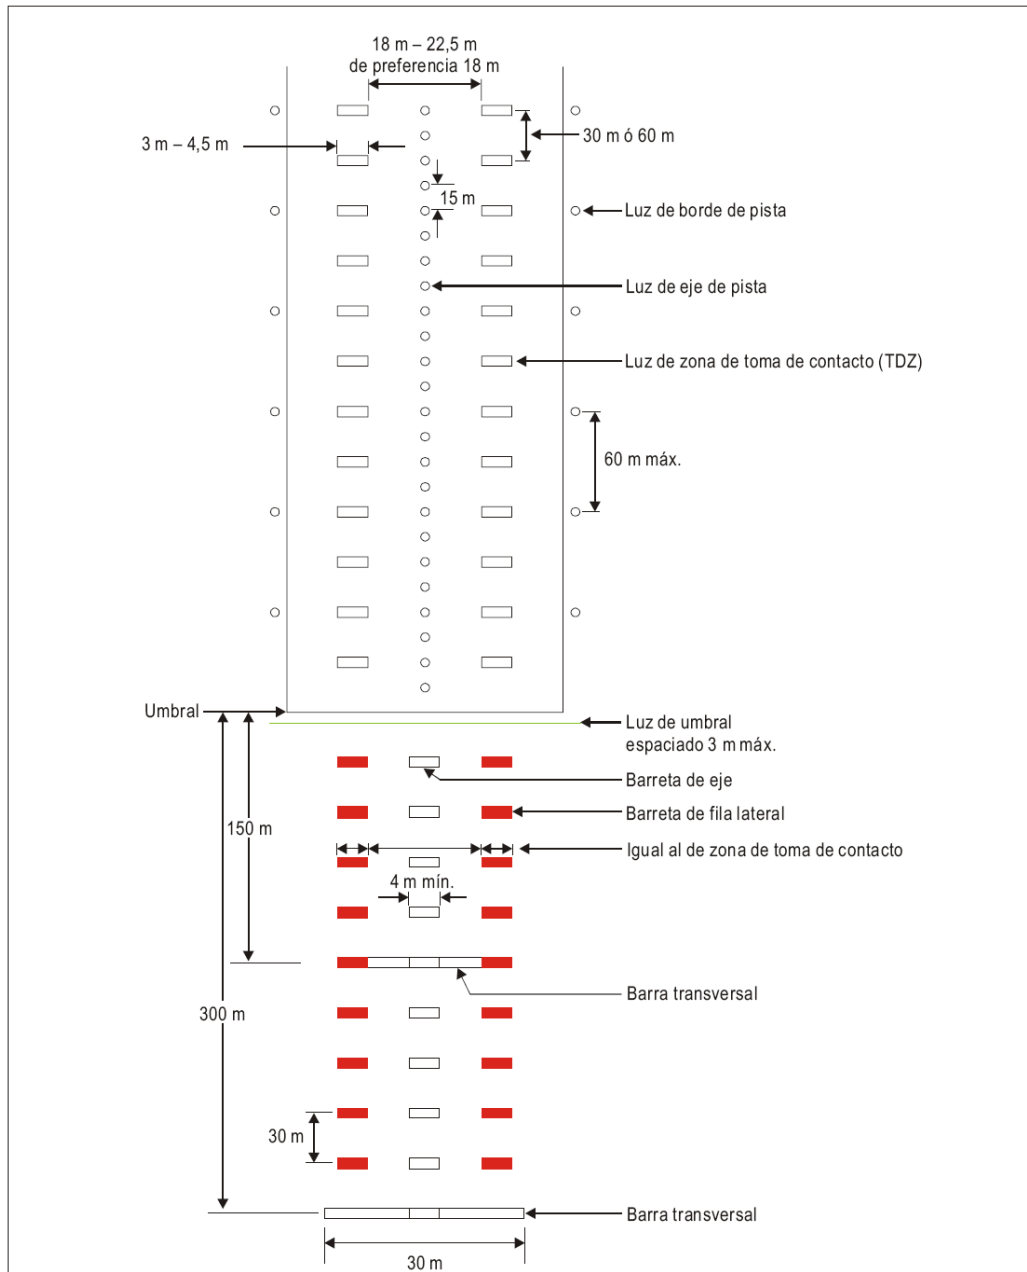 18 m – 22,5 m
de preferencia 18 m
30 m ó 60 m
3 m – 4,5 m
15 m
Luz de borde de pista
Luz de eje de pista
Luz de zona de toma de contacto (TDZ)
60 m máx.
Umbral
Luz de umbral
espaciado 3 m máx.
Barreta de eje
Barreta de fila lateral
150 m
Igual al de zona de toma de contacto
4 m mín.
Barra transversal
300 m
30 m
Barra transversal
30 m